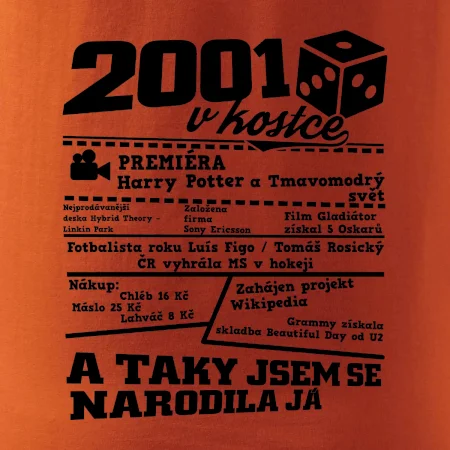 2001
v kostce
PREMIÉRA
Harry Potter a Tmavomodrý
svět
Nejprodávanější
deska Hybrid Theory -
Linkin Park
Založena
firma
Sony Ericsson
Film Gladiátor
získal 5 Oskarů
Fotbalista roku Luís Figo / Tomáš Rosický
ČR vyhrála MS v hokeji
Nákup:
Chléb 16 Kč
Máslo 25 Kč
Lahváč 8 Kč
Zahájen projekt
Wikipedia
Grammy získala
skladba Beautiful Day od U2
A TAKY JSEM SE
NARODILA JÁ